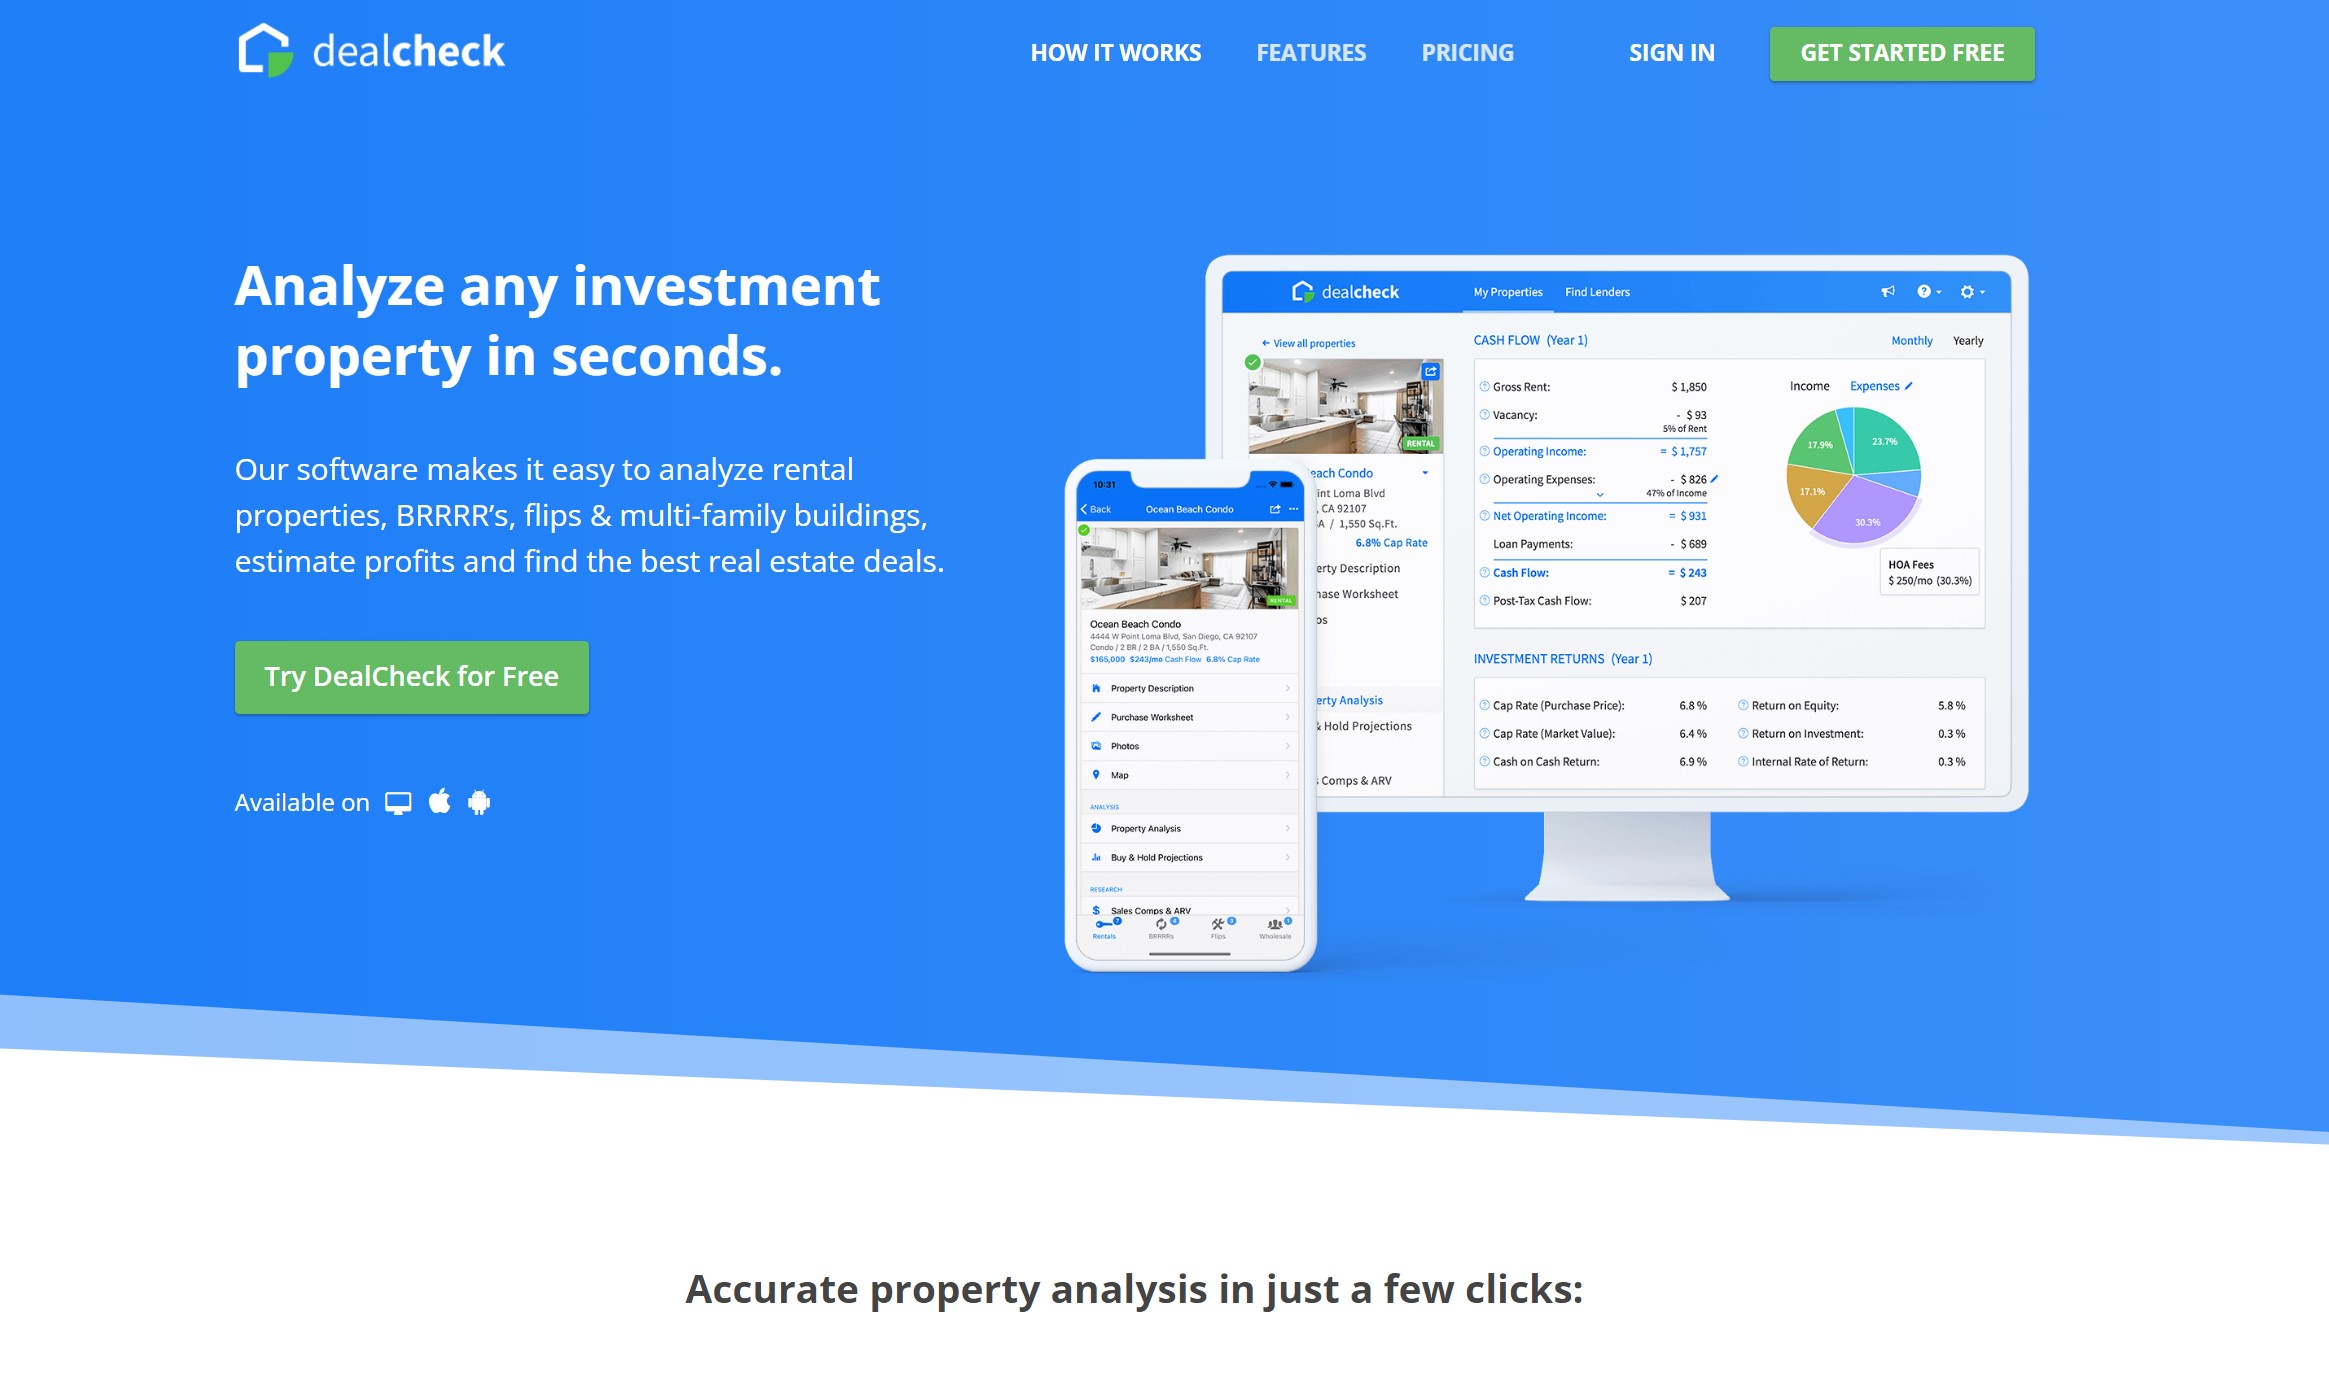 dealcheck
HOW IT WORKS
FEATURES
PRICING
SIGN IN
GET STARTED FREE
Analyze any investment
property in seconds.
Our software makes it easy to analyze rental
properties, BRRRR’s, flips & multi-family buildings,
estimate profits and find the best real estate deals.
Try DealCheck for Free
Available on
dealcheck
My Properties
Find Lenders
View all properties
RENTAL
each Condo
int Loma Blvd
, CA 92107
A / 1,550 Sq.Ft.
6.8% Cap Rate
erty Description
hase Worksheet
os
erty Analysis
& Hold Projections
s Comps & ARV
CASH FLOW (Year 1)
Monthly
Yearly
Gross Rent: $ 1,850
Vacancy: - $ 93
5% of Rent
Operating Income: = $ 1,757
Operating Expenses: - $ 826
47% of Income
Net Operating Income: = $ 931
Loan Payments: - $ 689
Cash Flow: = $ 243
Post-Tax Cash Flow: $ 207
Income
Expenses
17.9%
23.7%
17.1%
30.3%
HOA Fees
$ 250/mo (30.3%)
INVESTMENT RETURNS (Year 1)
Cap Rate (Purchase Price): 6.8 %
Return on Equity: 5.8 %
Cap Rate (Market Value): 6.4 %
Return on Investment: 0.3 %
Cash on Cash Return: 6.9 %
Internal Rate of Return: 0.3 %
10:31
Back
Ocean Beach Condo
RENTAL
Ocean Beach Condo
4444 W Point Loma Blvd, San Diego, CA 92107
Condo / 2 BR / 2 BA / 1,550 Sq.Ft.
$165,000 $243/mo Cash Flow 6.8% Cap Rate
Property Description
Purchase Worksheet
Photos
Map
ANALYSIS
Property Analysis
Buy & Hold Projections
RESEARCH
Sales Comps & ARV
Rentals
BRRRRs
Flips
Wholesale
Accurate property analysis in just a few clicks: